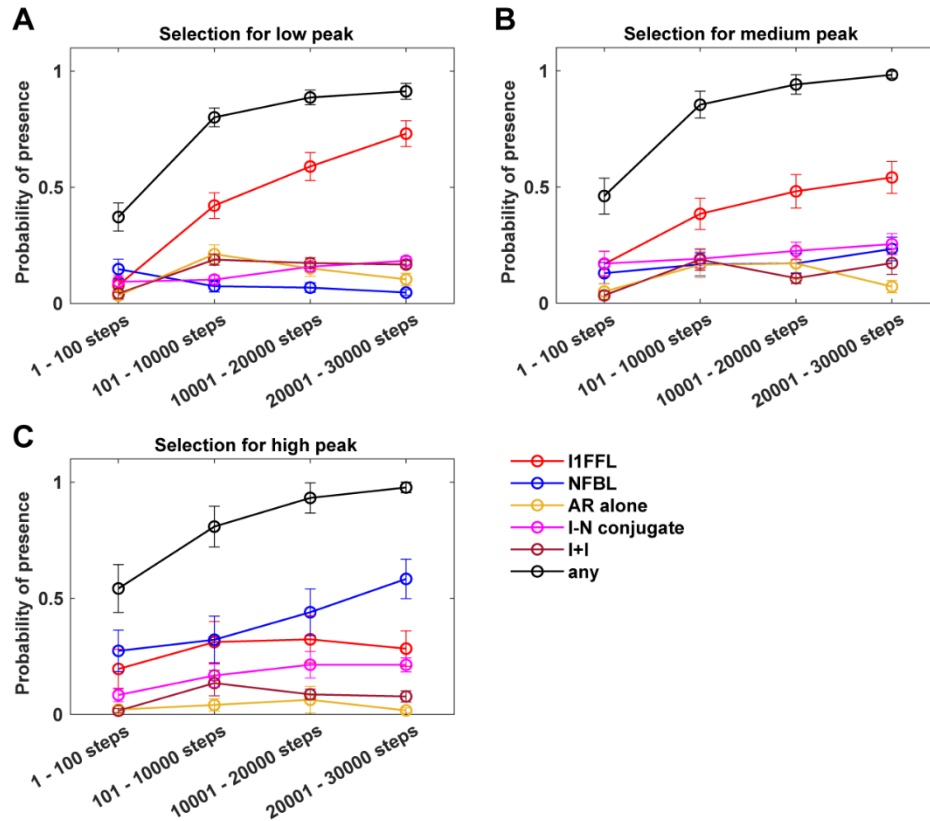 A
Selection for low peak
Probability of presence
1
0.5
0
1 - 100 steps
101 - 10000 steps
10001 - 20000 steps
20001 - 30000 steps
B
Selection for medium peak
Probability of presence
1
0.5
0
1 - 100 steps
101 - 10000 steps
10001 - 20000 steps
20001 - 30000 steps
C
Selection for high peak
Probability of presence
1
0.5
0
1 - 100 steps
101 - 10000 steps
10001 - 20000 steps
20001 - 30000 steps
I1FFL
NFBL
AR alone
I-N conjugate
I+I
any